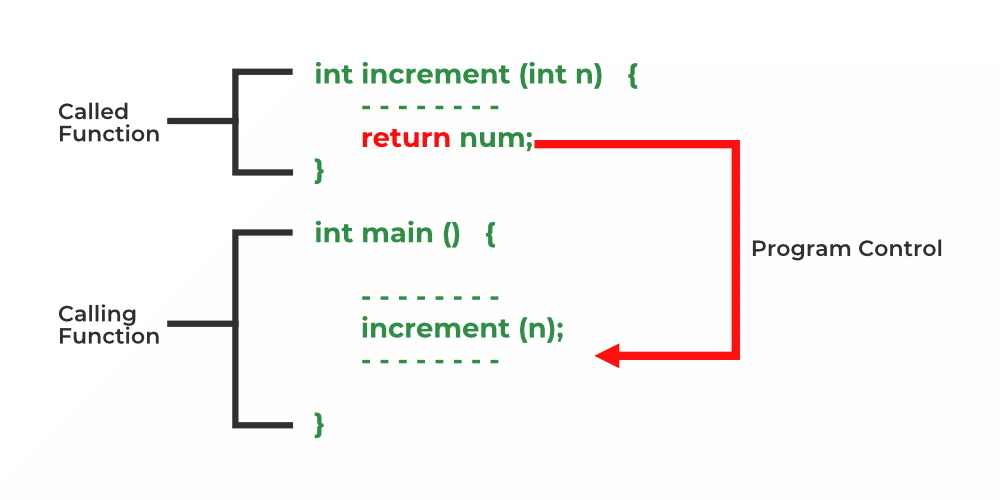 int increment (int n) {
- - - - - - - -
Called
Function
return num;
}
int main () {
Program Control
- - - - - - - -
Calling
Function
increment (n);
- - - - - - - -
}